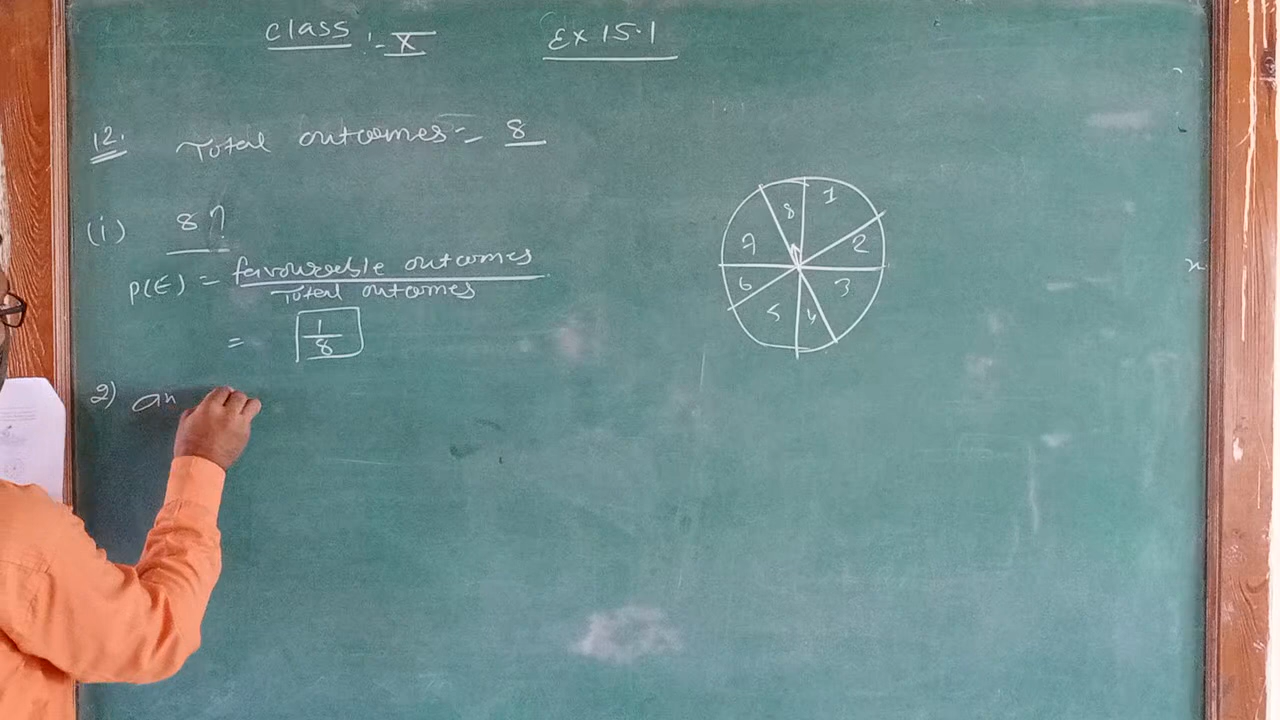 class :- X
Ex 15.1
12. Total outcomes = 8
(i) 8?
P(E) = favourable outcomes
Total outcomes
= 1
8
2) an
8 1
7 2
6 3
5 4